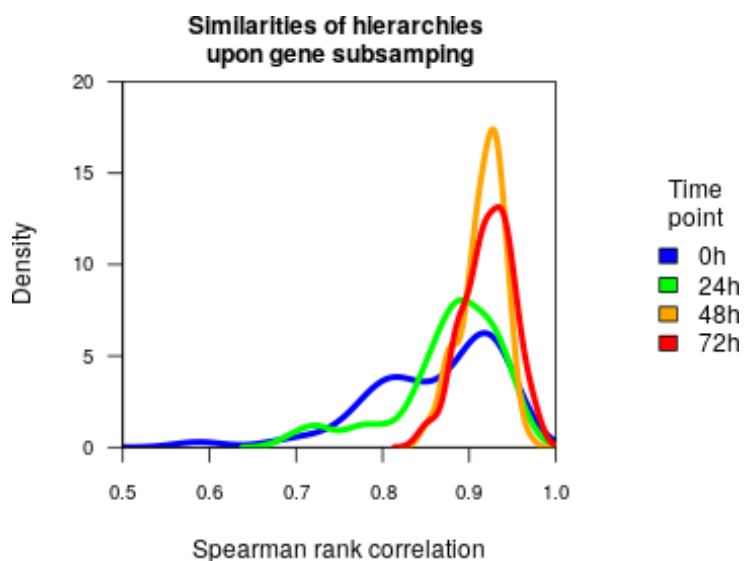 Similarities of hierarchies
upon gene subsamping
Density
20
15
10
5
0
0.5 0.6 0.7 0.8 0.9 1.0
Spearman rank correlation
Time
point
0h
24h
48h
72h